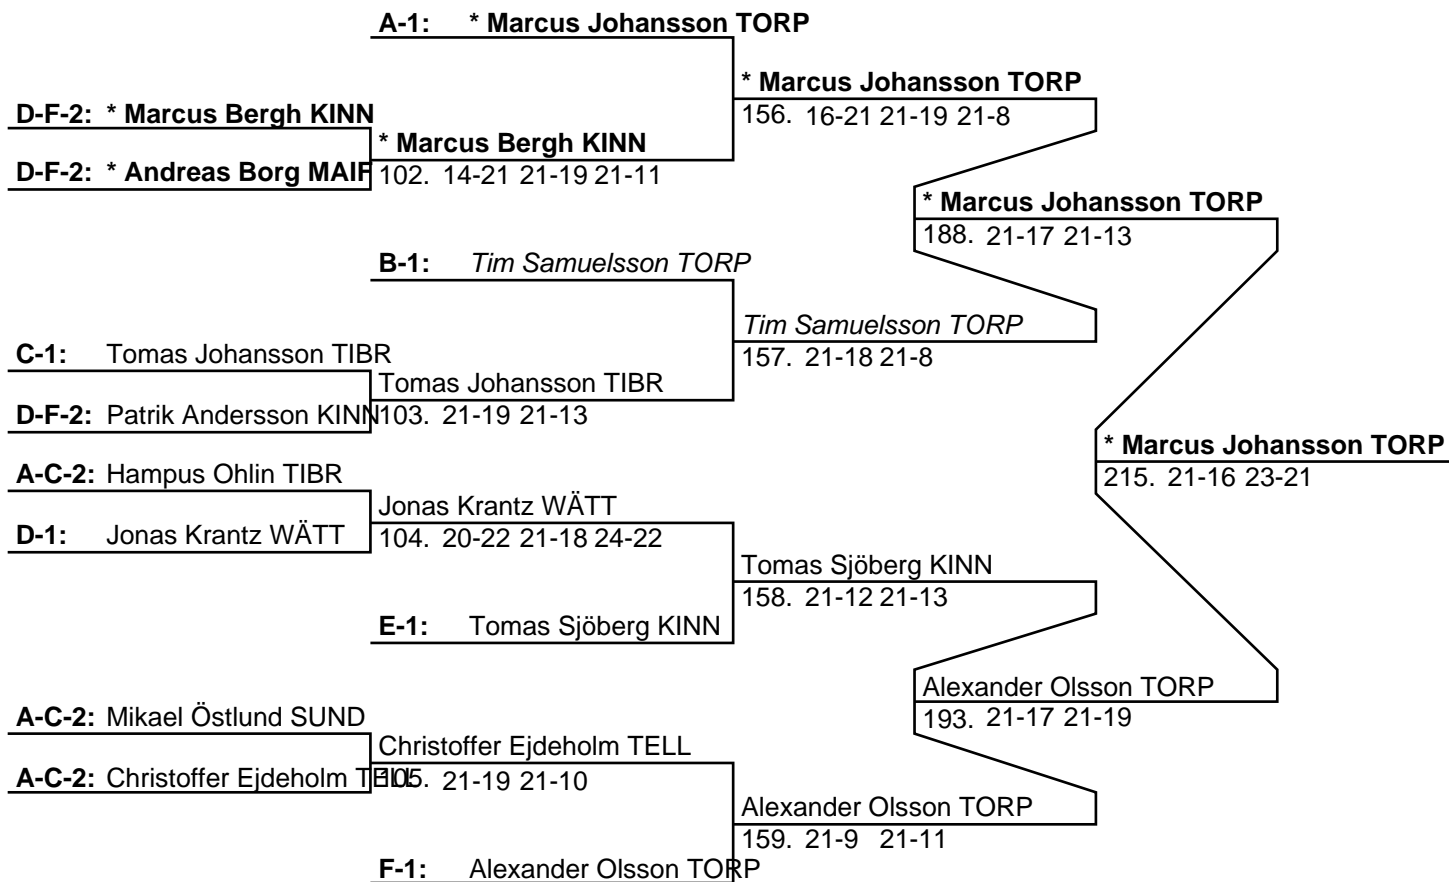 A-1: * Marcus Johansson TORP
* Marcus Johansson TORP
156. 16-21 21-19 21-8
D-F-2: * Marcus Bergh KINN
* Marcus Bergh KINN
102. 14-21 21-19 21-11
D-F-2: * Andreas Borg MAIF
* Marcus Johansson TORP
188. 21-17 21-13
B-1: Tim Samuelsson TORP
Tim Samuelsson TORP
157. 21-18 21-8
C-1: Tomas Johansson TIBR
Tomas Johansson TIBR
103. 21-19 21-13
D-F-2: Patrik Andersson KINN
* Marcus Johansson TORP
215. 21-16 23-21
A-C-2: Hampus Ohlin TIBR
Jonas Krantz WÄTT
104. 20-22 21-18 24-22
D-1: Jonas Krantz WÄTT
Tomas Sjöberg KINN
158. 21-12 21-13
E-1: Tomas Sjöberg KINN
Alexander Olsson TORP
193. 21-17 21-19
A-C-2: Mikael Östlund SUND
Christoffer Ejdeholm TELL
105. 21-19 21-10
A-C-2: Christoffer Ejdeholm TELL
Alexander Olsson TORP
159. 21-9 21-11
F-1: Alexander Olsson TORP